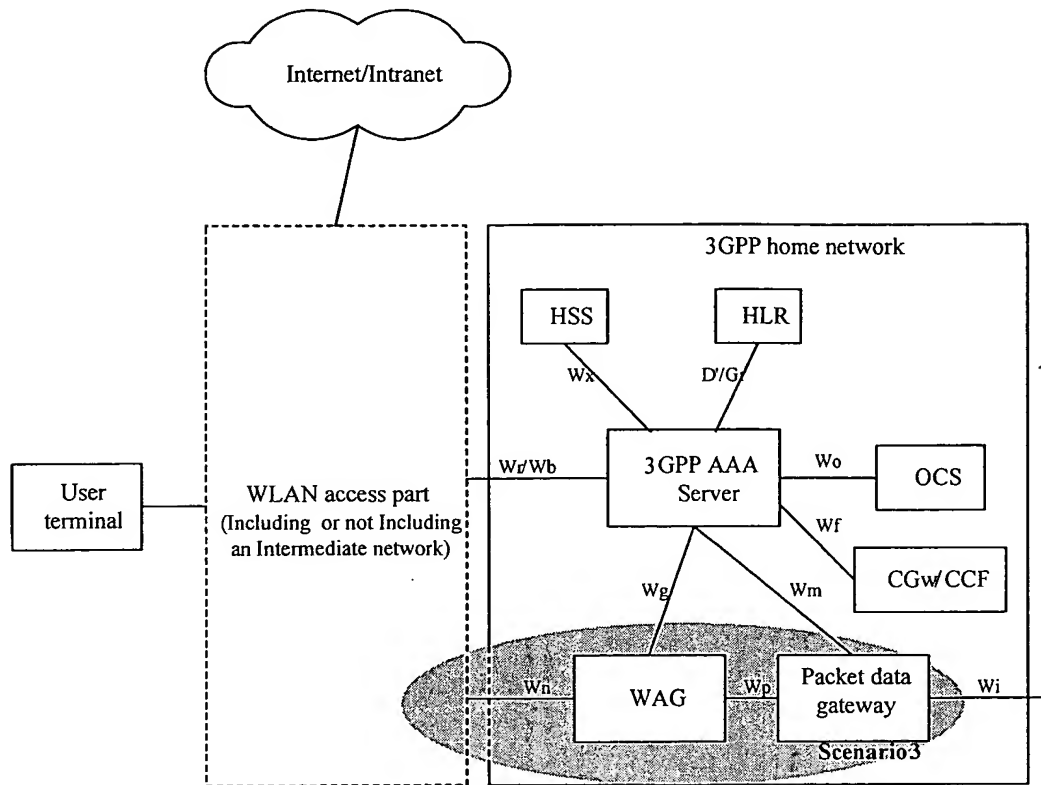 Internet/Intranet
3GPP home network
HSS
HLR
Wx
D'/Gr
User
terminal
WLAN access part
(Including or not Including
an Intermediate network)
Wr/Wb
3GPP AAA
Server
Wo
OCS
Wf
CGw/CCF
Wg
Wm
Wn
WAG
Wp
Packet data
gateway
Wi
Scenario3